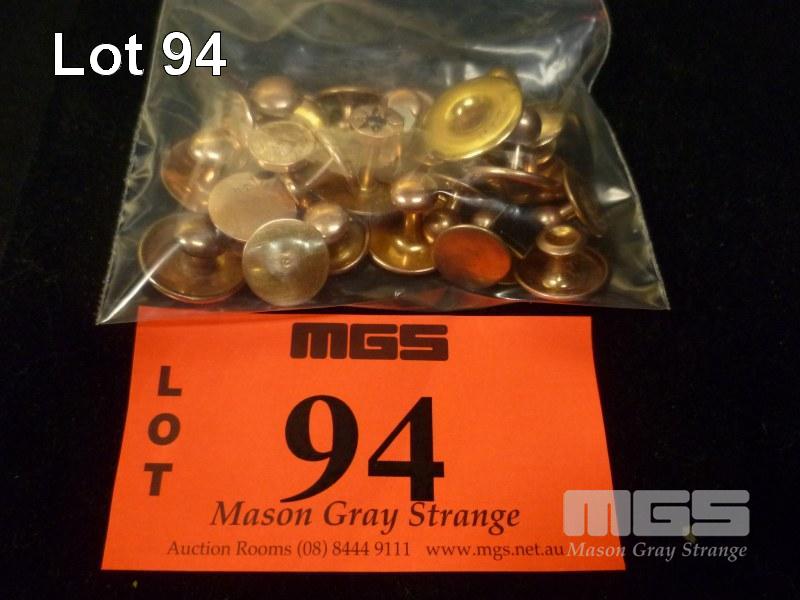 Lot 94
MGS
LOT
94
Mason Gray Strange
Auction Rooms (08) 8444 9111 www.mgs.net.au
MGS
Mason Gray Strange